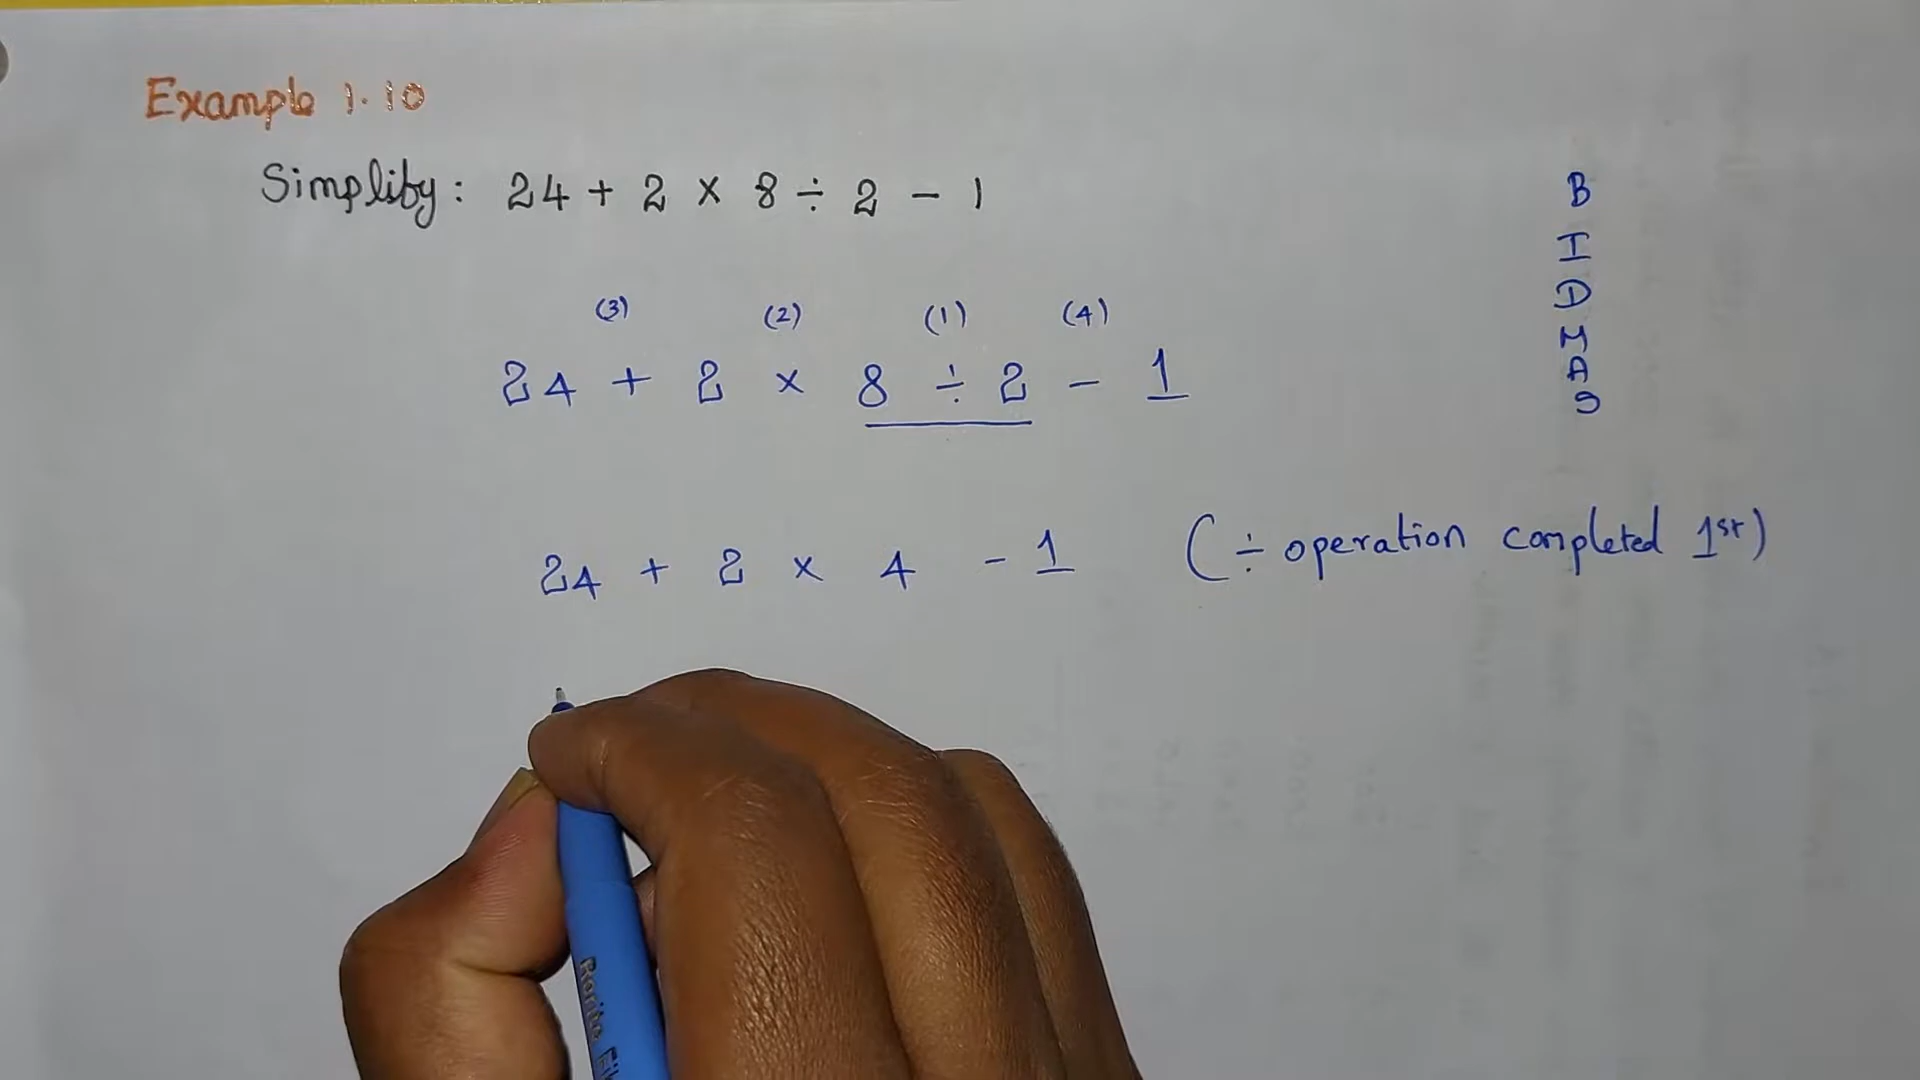 Example 1.10
Simplify: 24 + 2 × 8 ÷ 2 - 1
B
I
D
M
A
S
(3) (2) (1) (4)
24 + 2 × 8 ÷ 2 - 1
24 + 2 × 4 - 1 (÷ operation completed 1st)